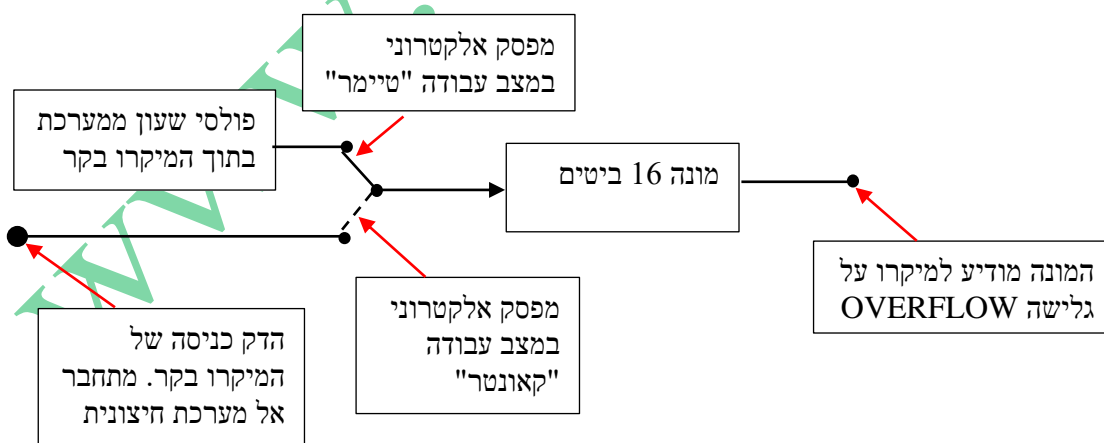 מפסק אלקטרוני
במצב עבודה "טיימר"
פולסי שעון ממערכת
בתוך המיקרו בקר
מונה 16 ביטים
המונה מודיע למיקרו על
גלישה OVERFLOW
מפסק אלקטרוני
במצב עבודה
"קאונטר"
הדק כניסה של
המיקרו בקר. מתחבר
אל מערכת חיצונית
www.